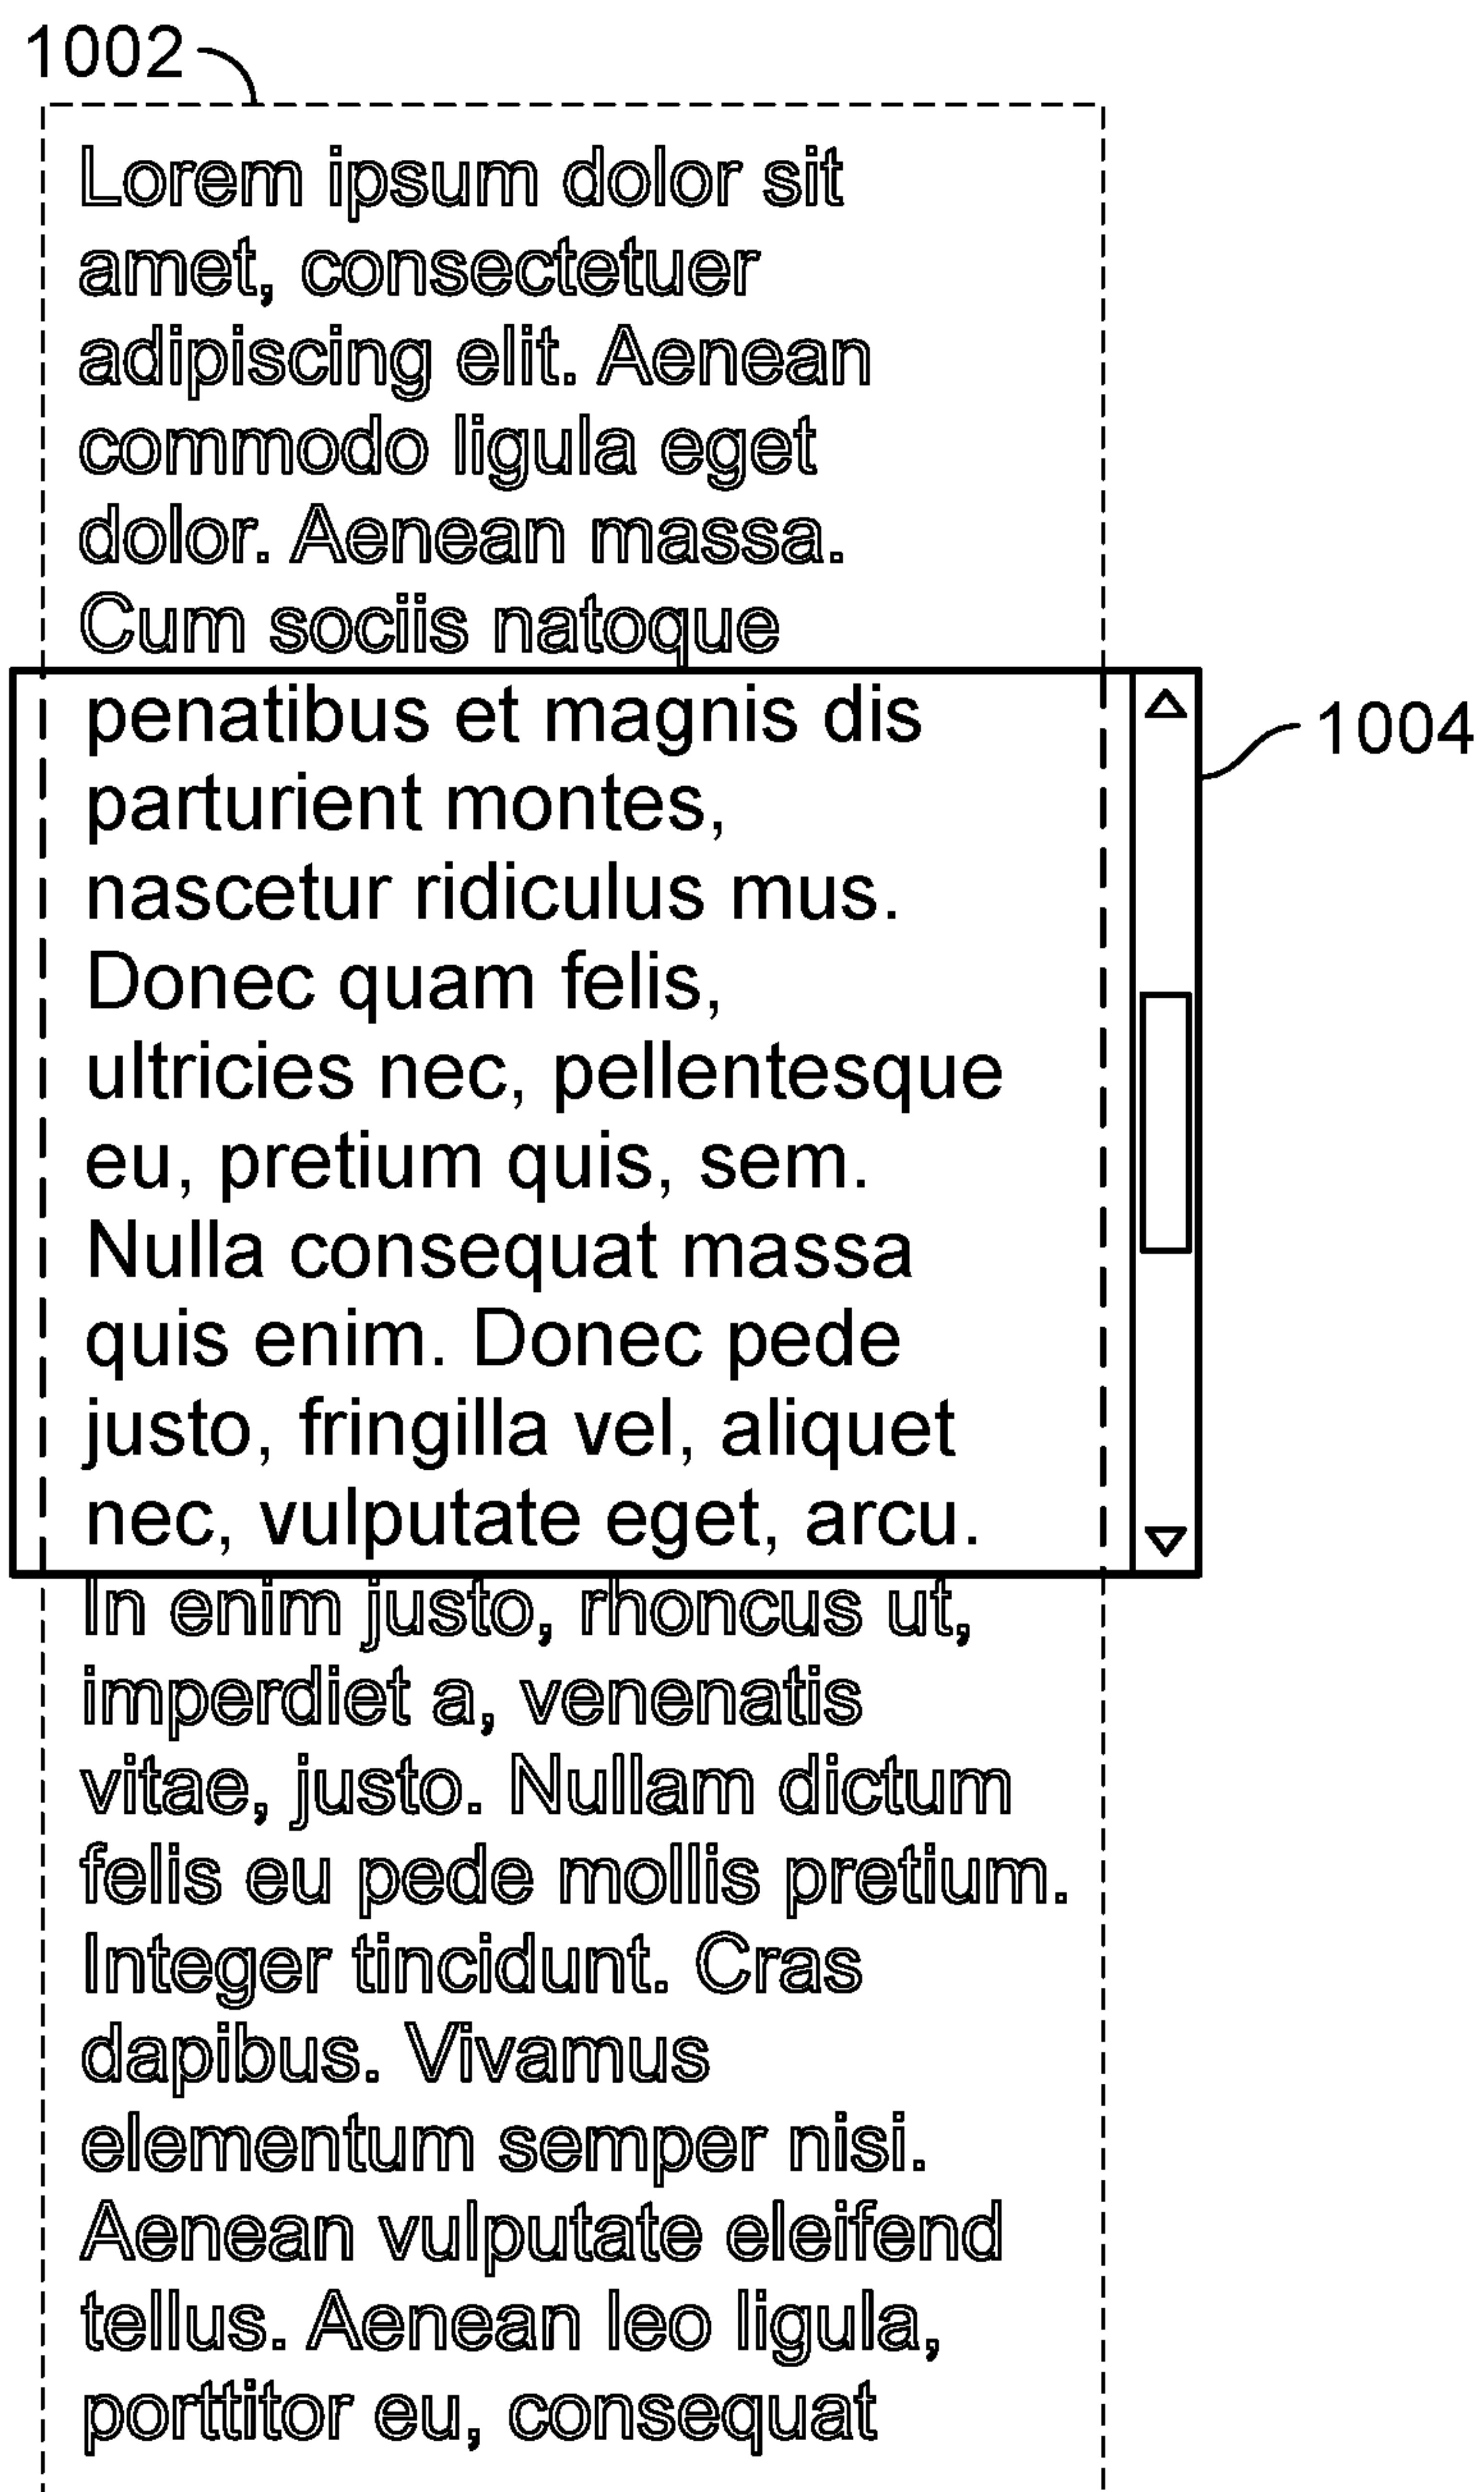 1002
Lorem ipsum dolor sit
amet, consectetuer
adipiscing elit. Aenean
commodo ligula eget
dolor. Aenean massa.
Cum sociis natoque
penatibus et magnis dis
1004
parturient montes,
nascetur ridiculus mus.
Donec quam felis,
ultricies nec, pellentesque
eu, pretium quis, sem.
Nulla consequat massa
quis enim. Donec pede
justo, fringilla vel, aliquet
nec, vulputate eget, arcu.
In enim justo, rhoncus ut,
imperdiet a, venenatis
vitae, justo. Nullam dictum
felis eu pede mollis pretium.
Integer tincidunt. Cras
dapibus. Vivamus
elementum semper nisi.
Aenean vulputate eleifend
tellus. Aenean leo ligula,
porttitor eu, consequat